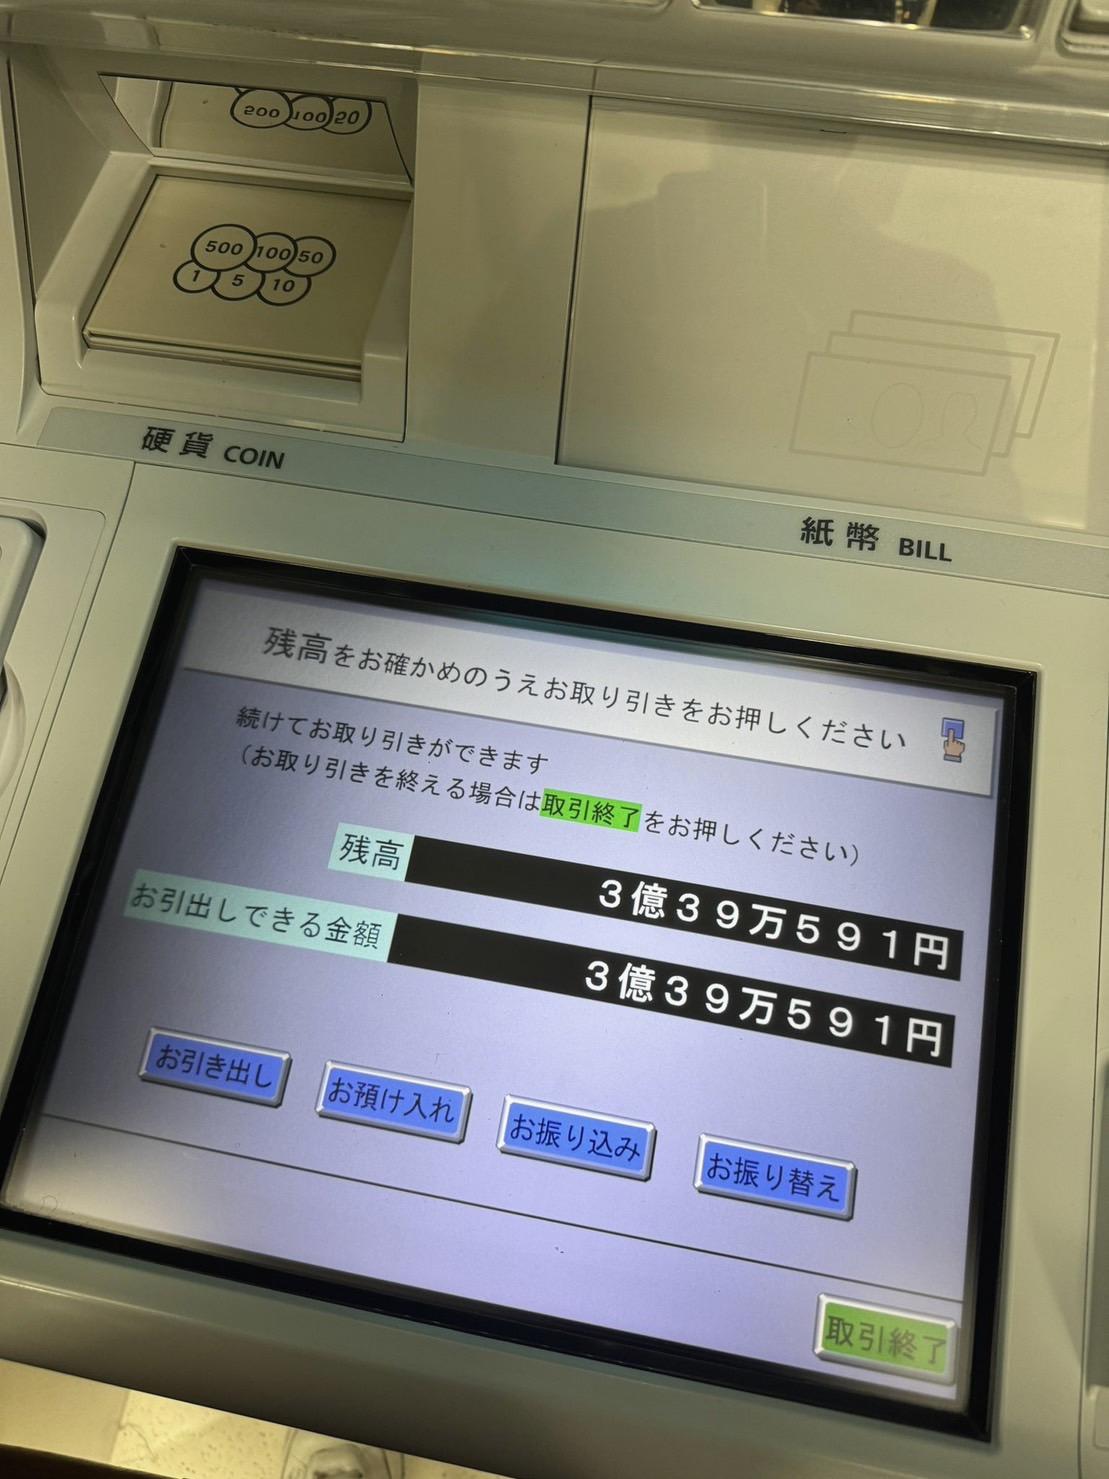 500 100 50
1 5 10
硬貨 COIN
紙幣 BILL
残高をお確かめのうえお取り引きをお押しください
続けてお取り引きができます
(お取り引きを終える場合は取引終了をお押しください)
残高 3億39万591円
お引出しできる金額 3億39万591円
お引き出し お預け入れ お振り込み お振り替え
取引終了